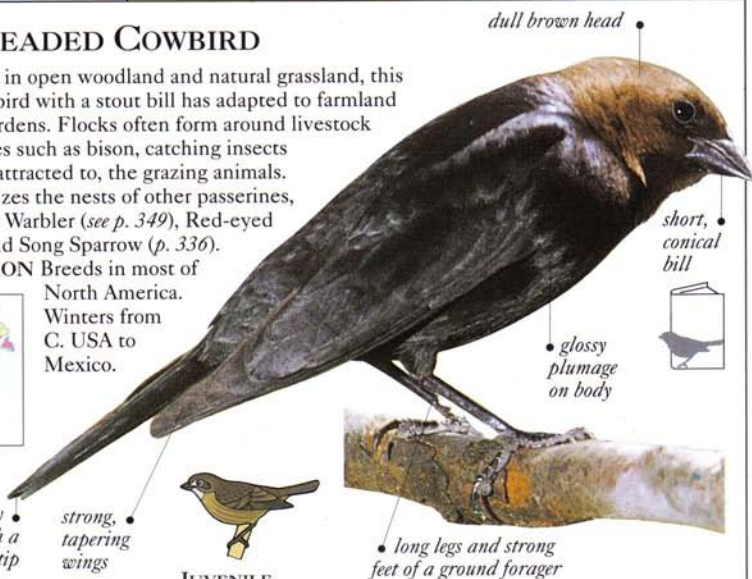 EADED COWBIRD
in open woodland and natural grassland, this
bird with a stout bill has adapted to farmland
rdens. Flocks often form around livestock
es such as bison, catching insects
attracted to, the grazing animals.
zes the nests of other passerines,
Warbler (see p. 349), Red-eyed
d Song Sparrow (p. 336).
ON Breeds in most of
North America.
Winters from
C. USA to
Mexico.
dull brown head
short,
conical
bill
glossy
plumage
on body
long legs and strong
feet of a ground forager
strong,
tapering
wings
h a
tip
JUVENILE